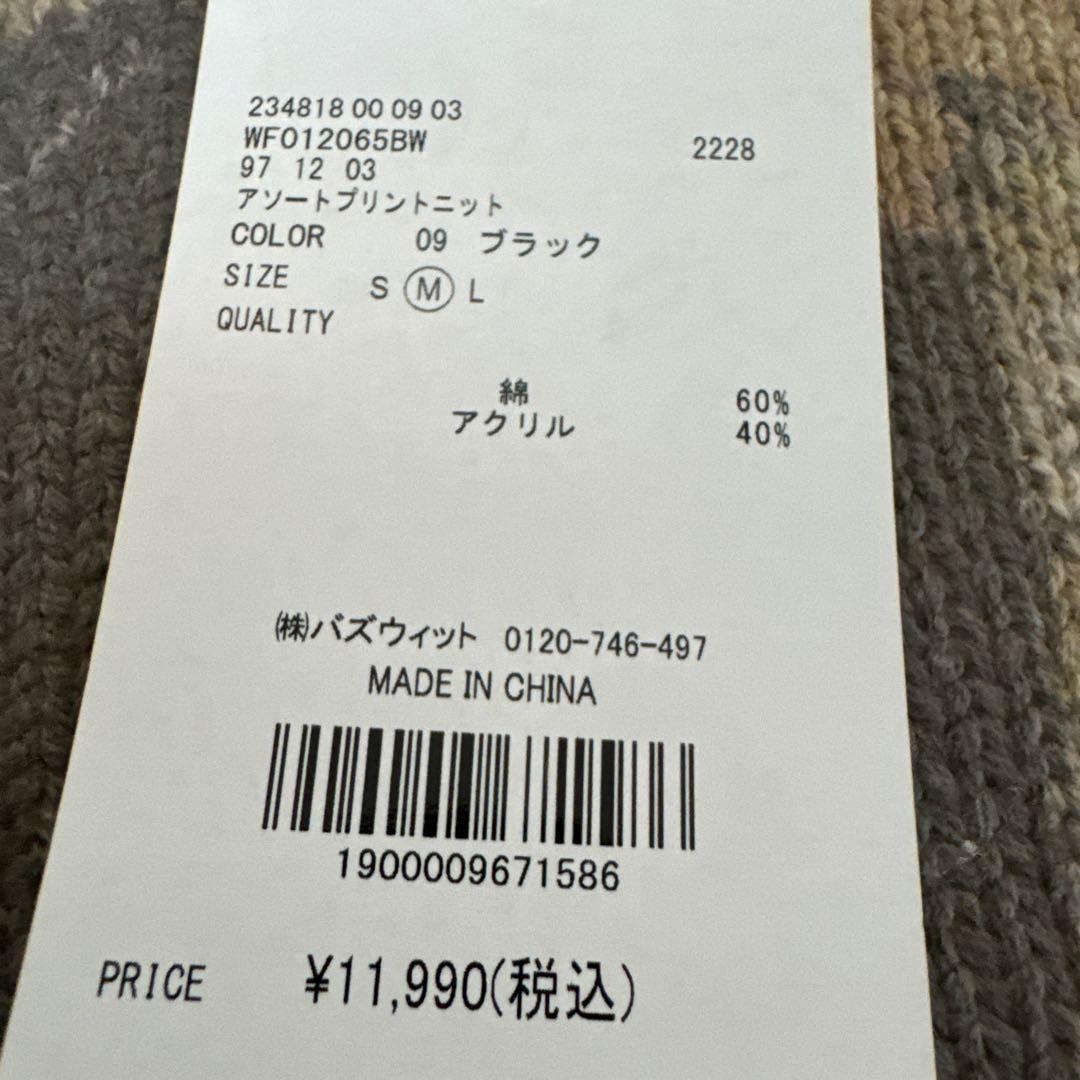 234818 00 09 03
WFO12065BW 2228
97 12 03
アソートプリントニット
COLOR 09 ブラック
SIZE S M L
QUALITY
綿 60%
アクリル 40%
㈱バズウィット 0120-746-497
MADE IN CHINA
1900009671586
PRICE ¥11,990(税込)